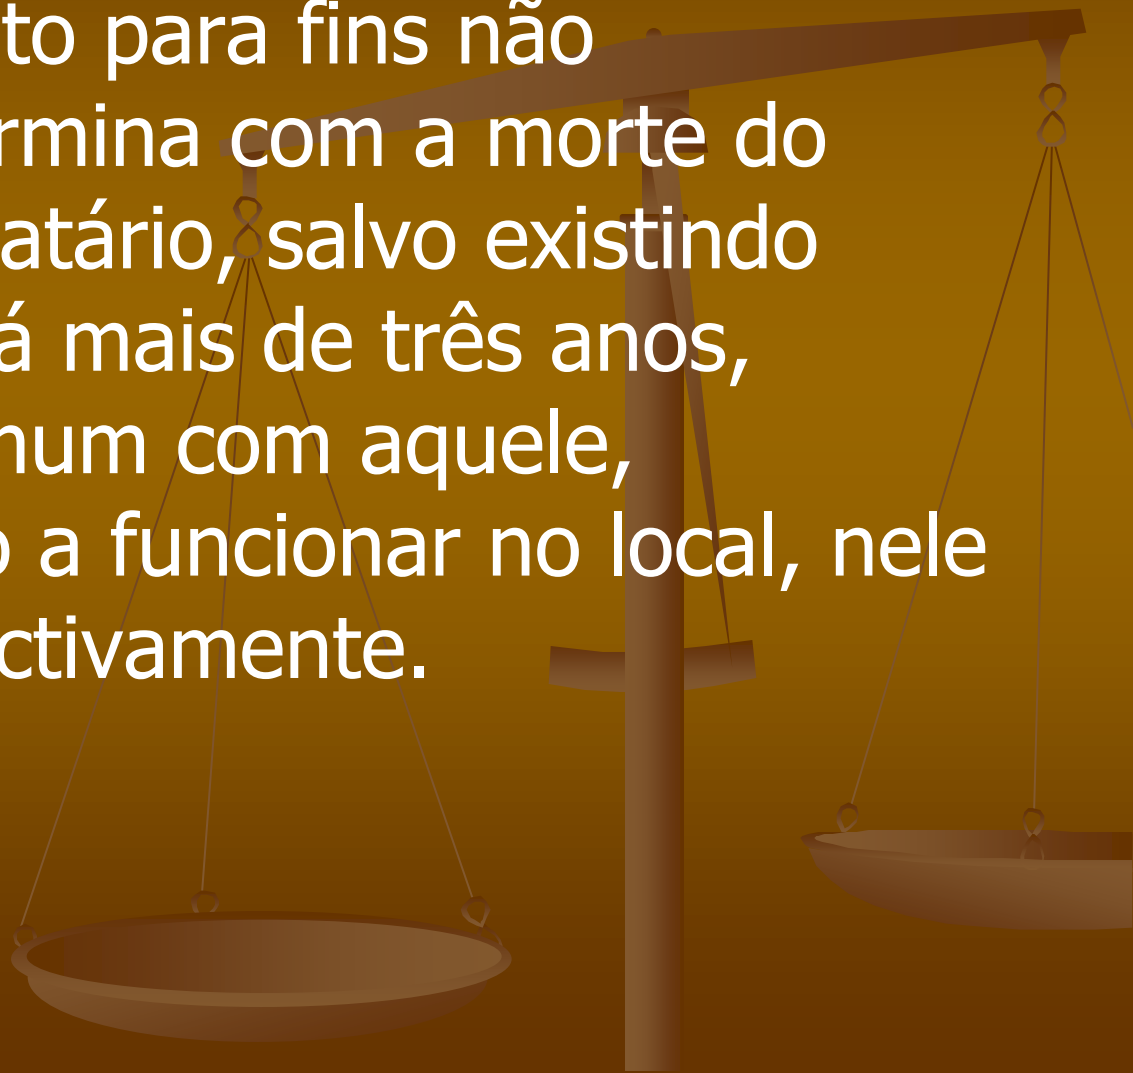 to para fins não
rmina com a morte do
atário, salvo existindo
á mais de três anos,
num com aquele,
o a funcionar no local, nele
ctivamente.